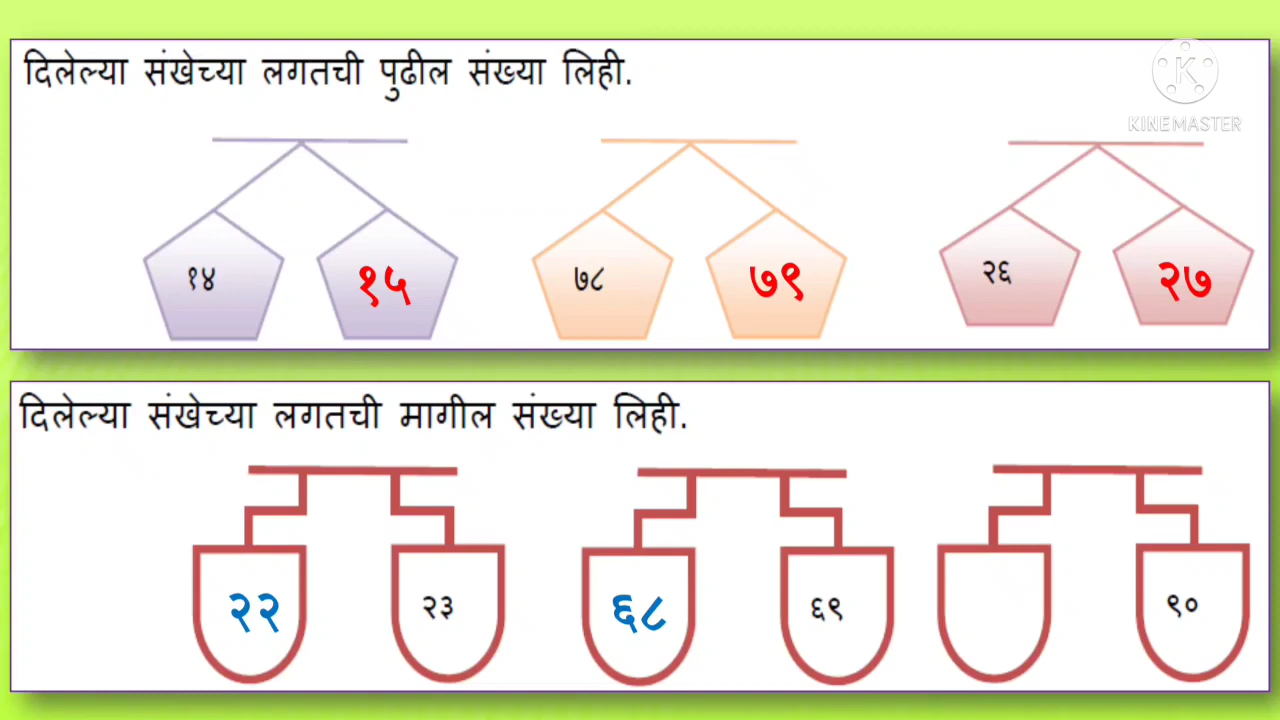 दिलेल्या संखेच्या लगतची पुढील संख्या लिही.
KINEMASTER
१४ १५ ७८ ७९ २६ २७
दिलेल्या संखेच्या लगतची मागील संख्या लिही.
२२ २३ ६८ ६९ ९०